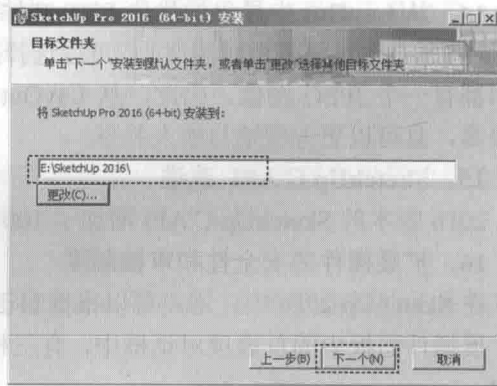 SketchUp Pro 2016 (64-bit) 安装
目标文件夹
单击"下一个"安装到默认文件夹，或者单击"更改"选择其他目标文件夹。
将 SketchUp Pro 2016 (64-bit) 安装到：
E:\SketchUp 2016\
更改(C)...
上一步(B) 下一个(N) 取消